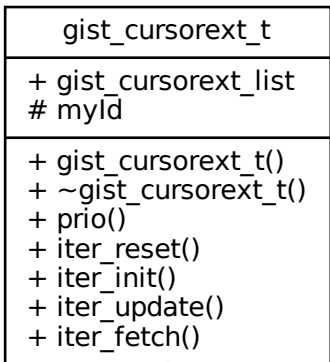 gist_cursorext_t
+ gist_cursorext_list
# myId
+ gist_cursorext_t()
+ ~gist_cursorext_t()
+ prio()
+ iter_reset()
+ iter_init()
+ iter_update()
+ iter_fetch()